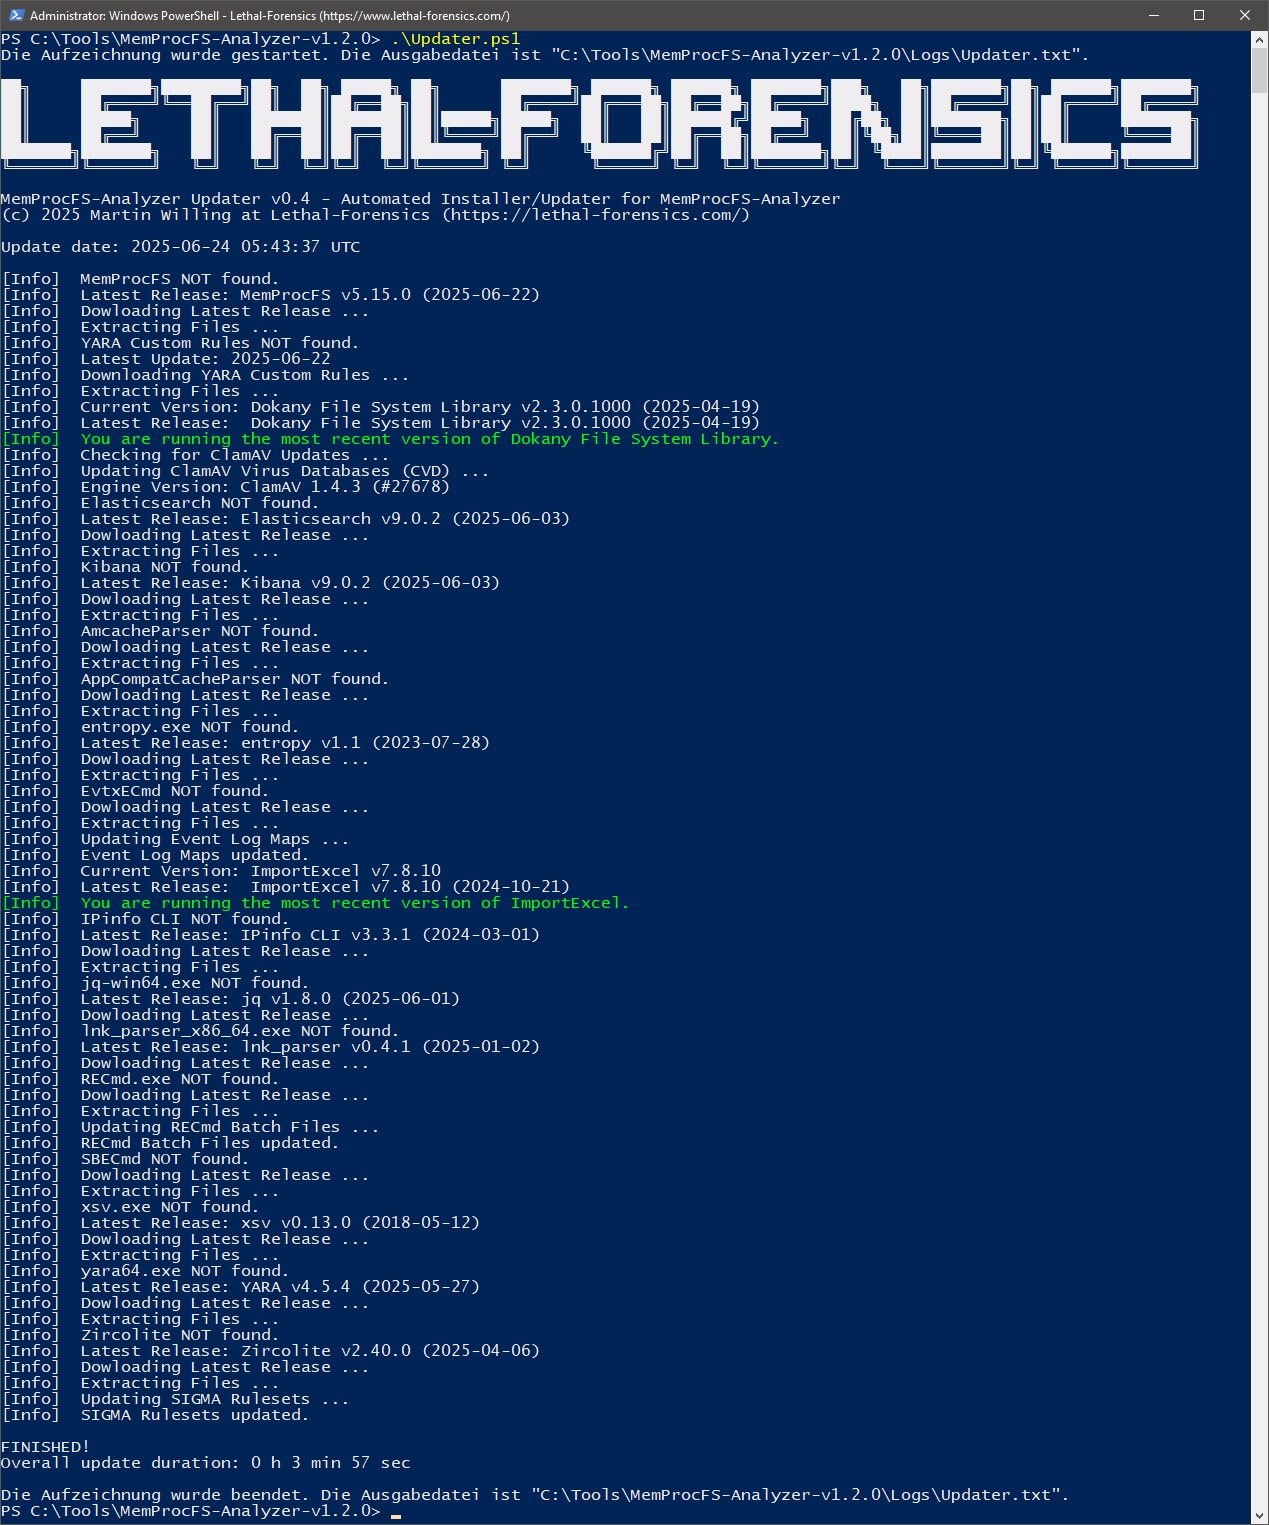 Administrator: Windows PowerShell - Lethal-Forensics (https://www.lethal-forensics.com/)
PS C:\Tools\MemProcFS-Analyzer-v1.2.0> .\Updater.ps1
Die Aufzeichnung wurde gestartet. Die Ausgabedatei ist "C:\Tools\MemProcFS-Analyzer-v1.2.0\Logs\Updater.txt".
LETHAL-FORENSICS
MemProcFS-Analyzer Updater v0.4 - Automated Installer/Updater for MemProcFS-Analyzer
(c) 2025 Martin Willing at Lethal-Forensics (https://lethal-forensics.com/)
Update date: 2025-06-24 05:43:37 UTC
[Info]  MemProcFS NOT found.
[Info]  Latest Release: MemProcFS v5.15.0 (2025-06-22)
[Info]  Dowloading Latest Release ...
[Info]  Extracting Files ...
[Info]  YARA Custom Rules NOT found.
[Info]  Latest Update: 2025-06-22
[Info]  Downloading YARA Custom Rules ...
[Info]  Extracting Files ...
[Info]  Current Version: Dokany File System Library v2.3.0.1000 (2025-04-19)
[Info]  Latest Release:  Dokany File System Library v2.3.0.1000 (2025-04-19)
[Info]  You are running the most recent version of Dokany File System Library.
[Info]  Checking for ClamAV Updates ...
[Info]  Updating ClamAV Virus Databases (CVD) ...
[Info]  Engine Version: ClamAV 1.4.3 (#27678)
[Info]  Elasticsearch NOT found.
[Info]  Latest Release: Elasticsearch v9.0.2 (2025-06-03)
[Info]  Dowloading Latest Release ...
[Info]  Extracting Files ...
[Info]  Kibana NOT found.
[Info]  Latest Release: Kibana v9.0.2 (2025-06-03)
[Info]  Dowloading Latest Release ...
[Info]  Extracting Files ...
[Info]  AmcacheParser NOT found.
[Info]  Dowloading Latest Release ...
[Info]  Extracting Files ...
[Info]  AppCompatCacheParser NOT found.
[Info]  Dowloading Latest Release ...
[Info]  Extracting Files ...
[Info]  entropy.exe NOT found.
[Info]  Latest Release: entropy v1.1 (2023-07-28)
[Info]  Dowloading Latest Release ...
[Info]  Extracting Files ...
[Info]  EvtxECmd NOT found.
[Info]  Dowloading Latest Release ...
[Info]  Extracting Files ...
[Info]  Updating Event Log Maps ...
[Info]  Event Log Maps updated.
[Info]  Current Version: ImportExcel v7.8.10
[Info]  Latest Release:  ImportExcel v7.8.10 (2024-10-21)
[Info]  You are running the most recent version of ImportExcel.
[Info]  IPinfo CLI NOT found.
[Info]  Latest Release: IPinfo CLI v3.3.1 (2024-03-01)
[Info]  Dowloading Latest Release ...
[Info]  Extracting Files ...
[Info]  jq-win64.exe NOT found.
[Info]  Latest Release: jq v1.8.0 (2025-06-01)
[Info]  Dowloading Latest Release ...
[Info]  lnk_parser_x86_64.exe NOT found.
[Info]  Latest Release: lnk_parser v0.4.1 (2025-01-02)
[Info]  Dowloading Latest Release ...
[Info]  RECmd.exe NOT found.
[Info]  Dowloading Latest Release ...
[Info]  Extracting Files ...
[Info]  Updating RECmd Batch Files ...
[Info]  RECmd Batch Files updated.
[Info]  SBECmd NOT found.
[Info]  Dowloading Latest Release ...
[Info]  Extracting Files ...
[Info]  xsv.exe NOT found.
[Info]  Latest Release: xsv v0.13.0 (2018-05-12)
[Info]  Dowloading Latest Release ...
[Info]  Extracting Files ...
[Info]  yara64.exe NOT found.
[Info]  Latest Release: YARA v4.5.4 (2025-05-27)
[Info]  Dowloading Latest Release ...
[Info]  Extracting Files ...
[Info]  Zircolite NOT found.
[Info]  Latest Release: Zircolite v2.40.0 (2025-04-06)
[Info]  Dowloading Latest Release ...
[Info]  Extracting Files ...
[Info]  Updating SIGMA Rulesets ...
[Info]  SIGMA Rulesets updated.
FINISHED!
Overall update duration: 0 h 3 min 57 sec
Die Aufzeichnung wurde beendet. Die Ausgabedatei ist "C:\Tools\MemProcFS-Analyzer-v1.2.0\Logs\Updater.txt".
PS C:\Tools\MemProcFS-Analyzer-v1.2.0> _